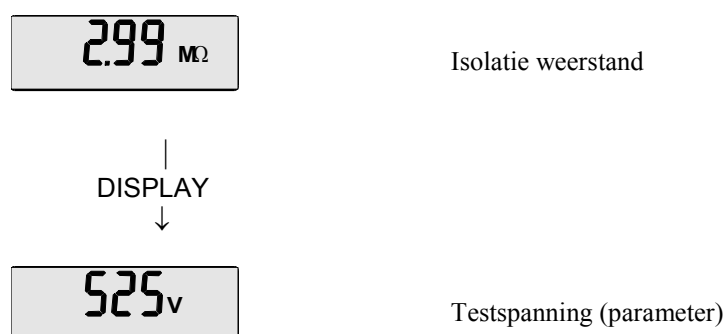 2.99 MΩ
Isolatie weerstand
DISPLAY
525 V
Testspanning (parameter)